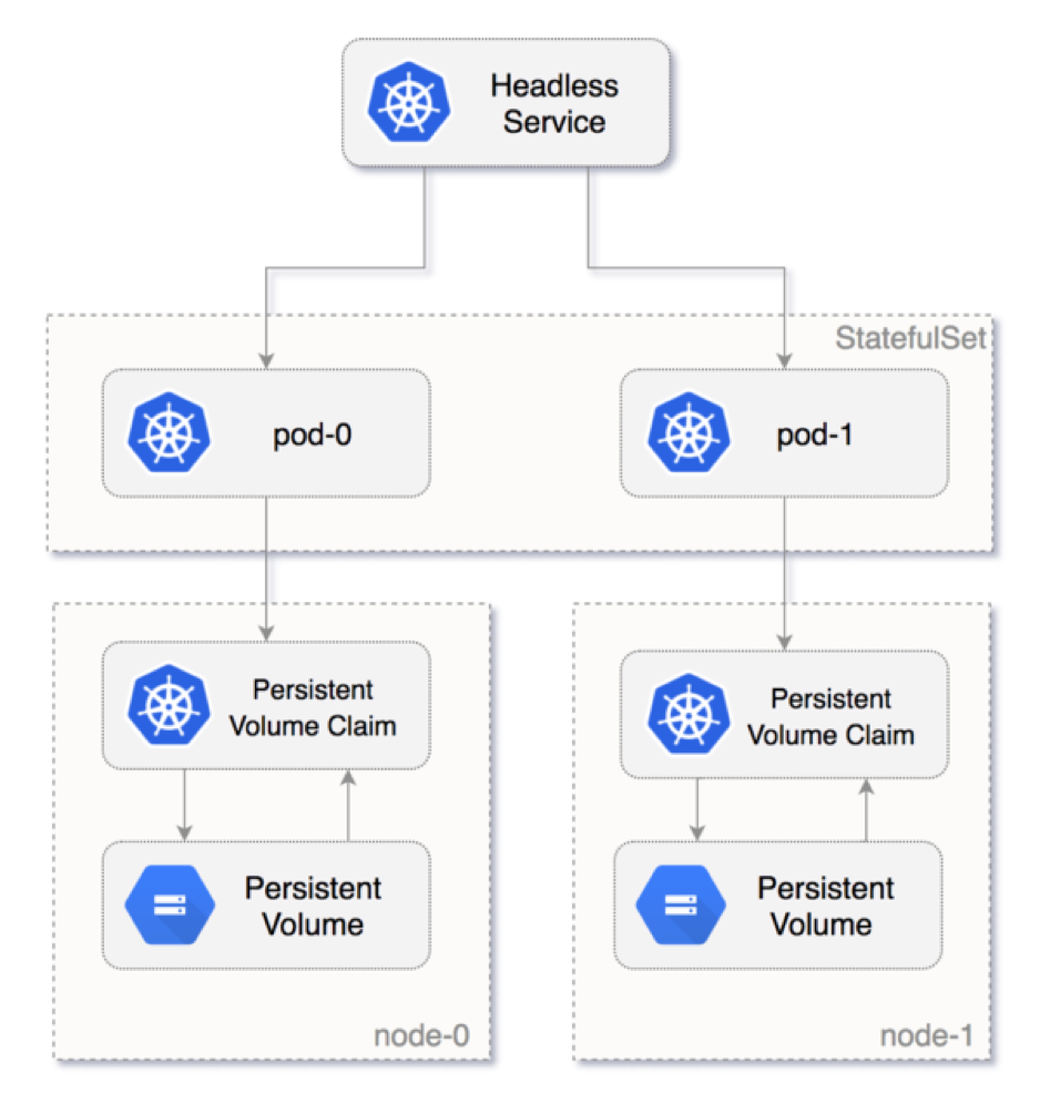 Headless
Service
StatefulSet
pod-0
pod-1
Persistent
Volume Claim
Persistent
Volume Claim
Persistent
Volume
Persistent
Volume
node-0
node-1